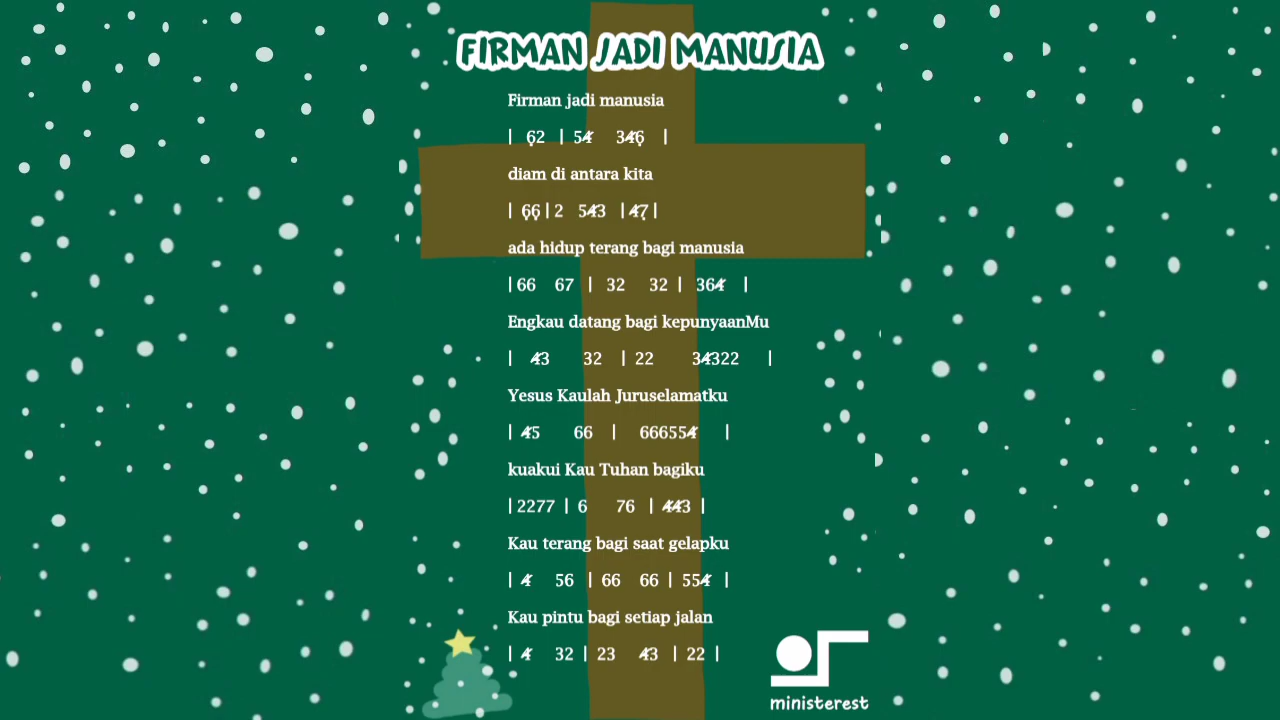 FIRMAN JADI MANUSIA
Firman jadi manusia
| 6̣2 | 54̸ 34̸6̣ |
diam di antara kita
| 6̣6̣ | 2 54̸3 | 4̸7̣ |
ada hidup terang bagi manusia
| 66 67 | 32 32 | 364̸ |
Engkau datang bagi kepunyaanMu
| 4̸3 32 | 22 34̸322 |
Yesus Kaulah Juruselamatku
| 4̸5 66 | 666554̸ |
kuakui Kau Tuhan bagiku
| 2277 | 6 76 | 4̸4̸3 |
Kau terang bagi saat gelapku
| 4̸ 56 | 66 66 | 554̸ |
Kau pintu bagi setiap jalan
| 4̸ 32 | 23 4̸3 | 22 |
ministerest